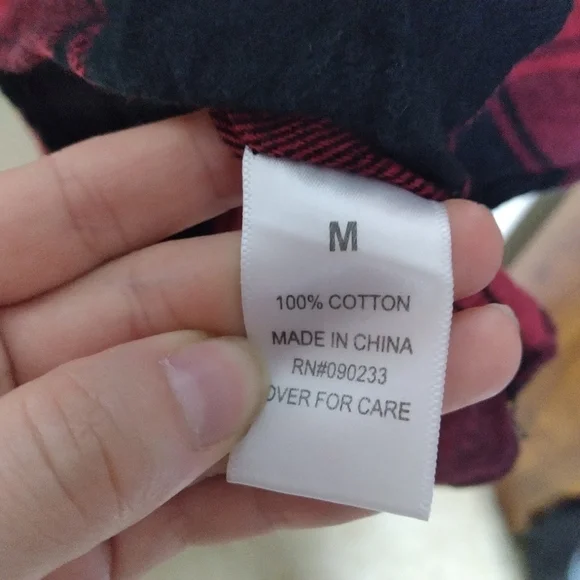 M
100% COTTON
MADE IN CHINA
RN#090233
OVER FOR CARE